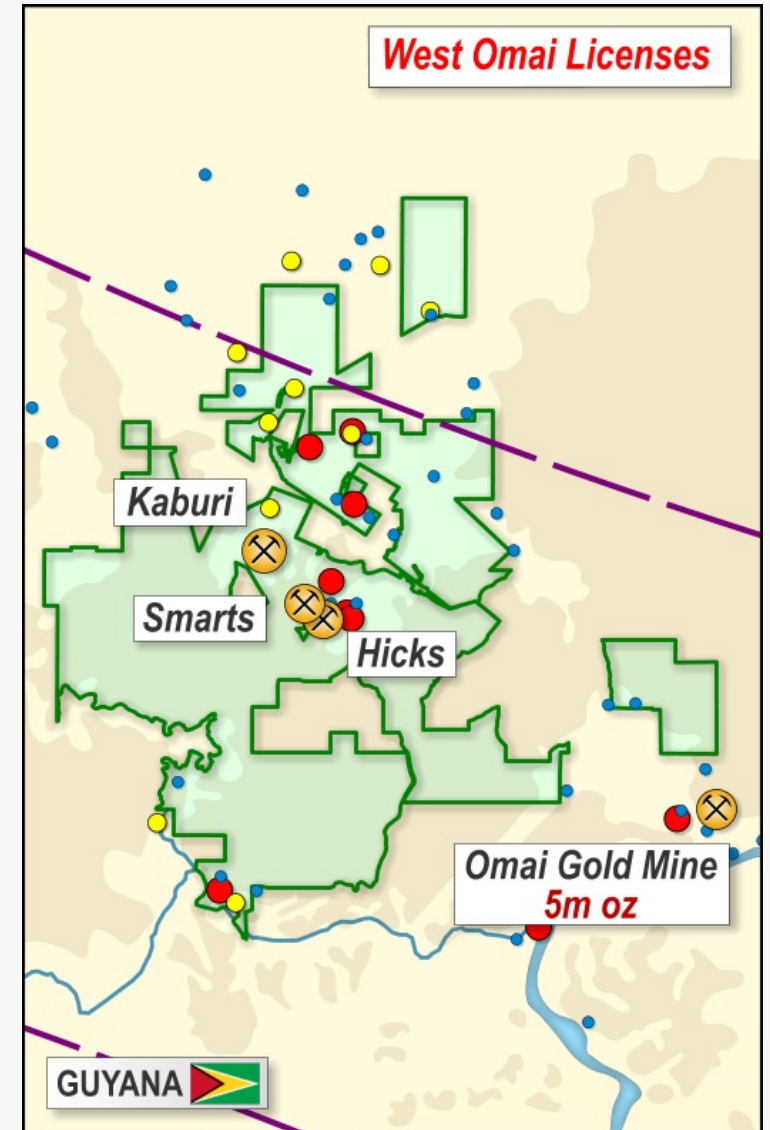 West Omai Licenses
Kaburi
Smarts
Hicks
Omai Gold Mine
5m oz
GUYANA